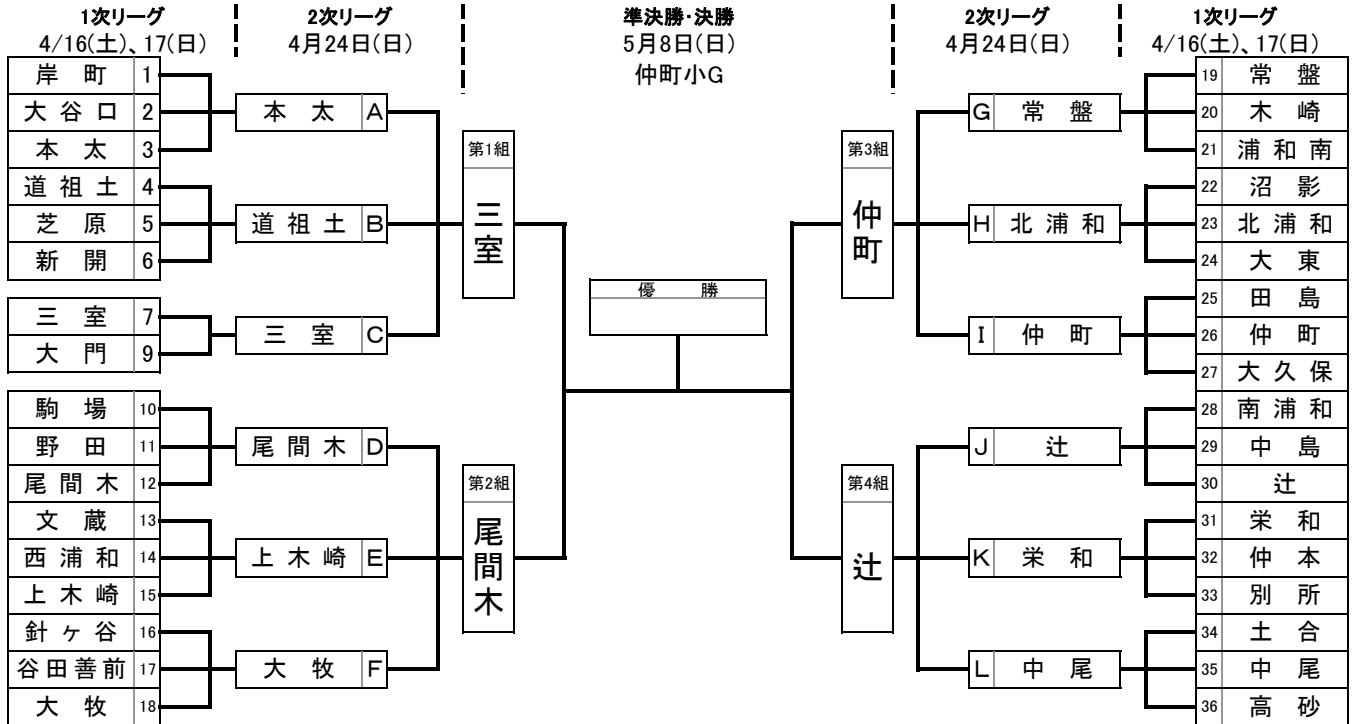 1次リーグ
4/16(土)、17(日)
2次リーグ
4月24日(日)
準決勝・決勝
5月8日(日)
仲町小G
2次リーグ
4月24日(日)
1次リーグ
4/16(土)、17(日)
岸町 1
大谷口 2
本太 3
道祖土 4
芝原 5
新開 6
三室 7
大門 9
駒場 10
野田 11
尾間木 12
文蔵 13
西浦和 14
上木崎 15
針ヶ谷 16
谷田善前 17
大牧 18
本太 A
道祖土 B
三室 C
尾間木 D
上木崎 E
大牧 F
第1組
三室
第2組
尾間木
優勝
第3組
仲町
第4組
辻
G 常盤
H 北浦和
I 仲町
J 辻
K 栄和
L 中尾
19 常盤
20 木崎
21 浦和南
22 沼影
23 北浦和
24 大東
25 田島
26 仲町
27 大久保
28 南浦和
29 中島
30 辻
31 栄和
32 仲本
33 別所
34 土合
35 中尾
36 高砂